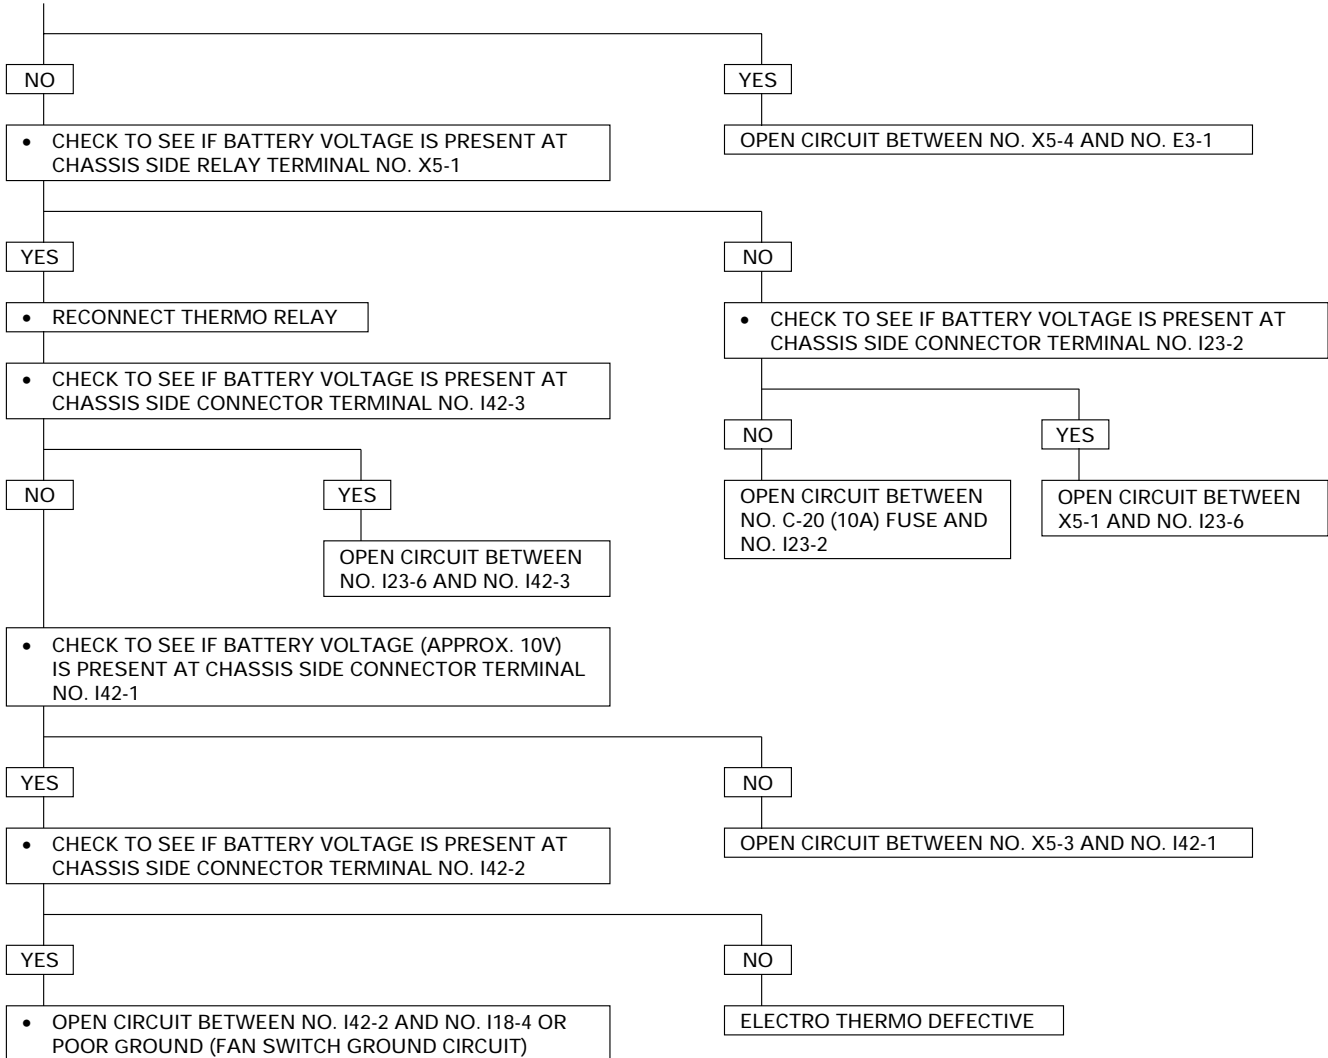 NO
YES
• CHECK TO SEE IF BATTERY VOLTAGE IS PRESENT AT
CHASSIS SIDE RELAY TERMINAL NO. X5-1
OPEN CIRCUIT BETWEEN NO. X5-4 AND NO. E3-1
YES
NO
• RECONNECT THERMO RELAY
• CHECK TO SEE IF BATTERY VOLTAGE IS PRESENT AT
CHASSIS SIDE CONNECTOR TERMINAL NO. I23-2
• CHECK TO SEE IF BATTERY VOLTAGE IS PRESENT AT
CHASSIS SIDE CONNECTOR TERMINAL NO. I42-3
NO
YES
NO
YES
OPEN CIRCUIT BETWEEN
NO. C-20 (10A) FUSE AND
NO. I23-2
OPEN CIRCUIT BETWEEN
X5-1 AND NO. I23-6
OPEN CIRCUIT BETWEEN
NO. I23-6 AND NO. I42-3
• CHECK TO SEE IF BATTERY VOLTAGE (APPROX. 10V)
IS PRESENT AT CHASSIS SIDE CONNECTOR TERMINAL
NO. I42-1
YES
NO
• CHECK TO SEE IF BATTERY VOLTAGE IS PRESENT AT
CHASSIS SIDE CONNECTOR TERMINAL NO. I42-2
OPEN CIRCUIT BETWEEN NO. X5-3 AND NO. I42-1
YES
NO
• OPEN CIRCUIT BETWEEN NO. I42-2 AND NO. I18-4 OR
POOR GROUND (FAN SWITCH GROUND CIRCUIT)
ELECTRO THERMO DEFECTIVE